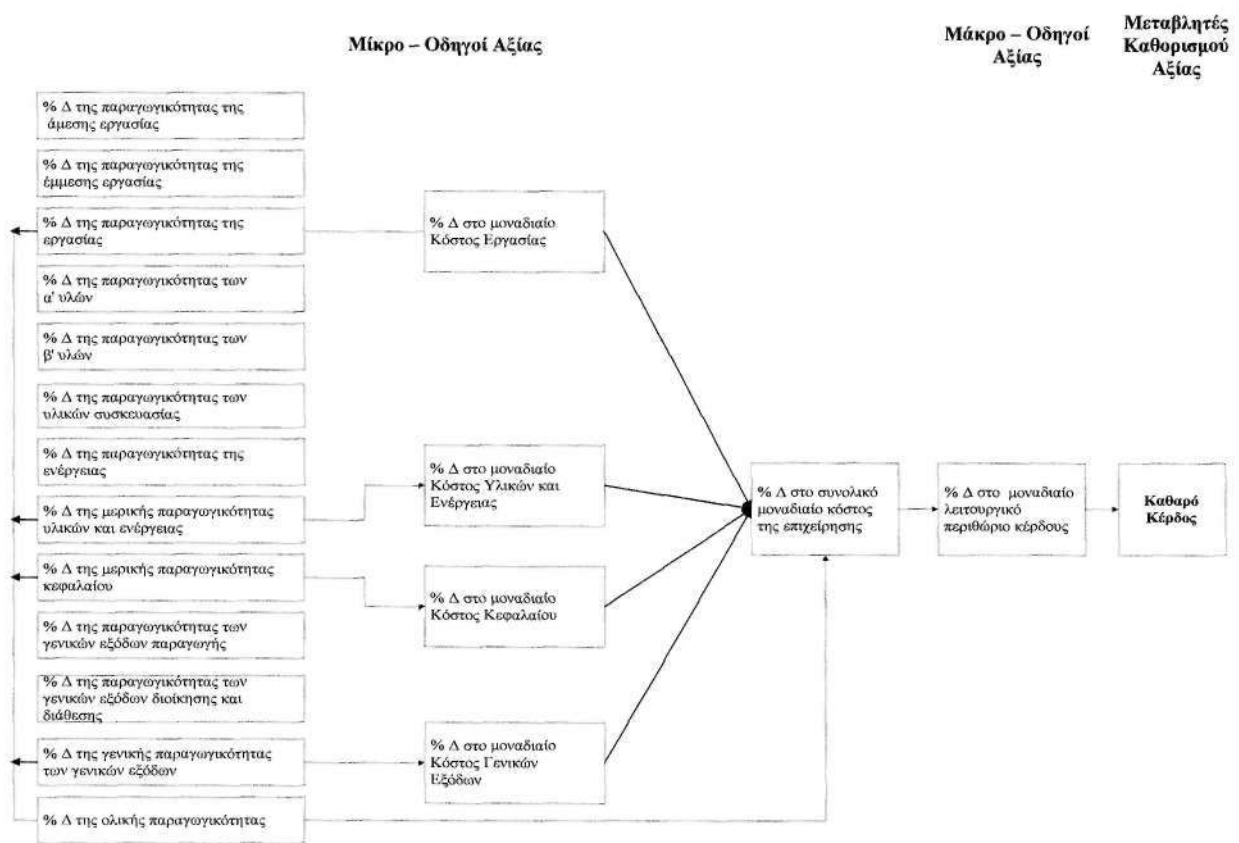 Μίκρο – Οδηγοί Αξίας
Μάκρο – Οδηγοί
Αξίας
Μεταβλητές
Καθορισμού
Αξίας
% Δ της παραγωγικότητας της
άμεσης εργασίας
% Δ της παραγωγικότητας της
έμμεσης εργασίας
% Δ της παραγωγικότητας της
εργασίας
% Δ της παραγωγικότητας των
α' υλών
% Δ της παραγωγικότητας των
β' υλών
% Δ της παραγωγικότητας των
υλικών συσκευασίας
% Δ της παραγωγικότητας της
ενέργειας
% Δ της μερικής παραγωγικότητας
υλικών και ενέργειας
% Δ της μερικής παραγωγικότητας
κεφαλαίου
% Δ της παραγωγικότητας των
γενικών εξόδων παραγωγής
% Δ της παραγωγικότητας των
γενικών εξόδων διοίκησης και
διάθεσης
% Δ της γενικής παραγωγικότητας
των γενικών εξόδων
% Δ της ολικής παραγωγικότητας
% Δ στο μοναδιαίο
Κόστος Εργασίας
% Δ στο μοναδιαίο
Κόστος Υλικών και
Ενέργειας
% Δ στο μοναδιαίο
Κόστος Κεφαλαίου
% Δ στο μοναδιαίο
Κόστος Γενικών
Εξόδων
% Δ στο συνολικό
μοναδιαίο κόστος
της επιχείρησης
% Δ στο μοναδιαίο
λειτουργικό
περιθώριο κέρδους
Καθαρό
Κέρδος